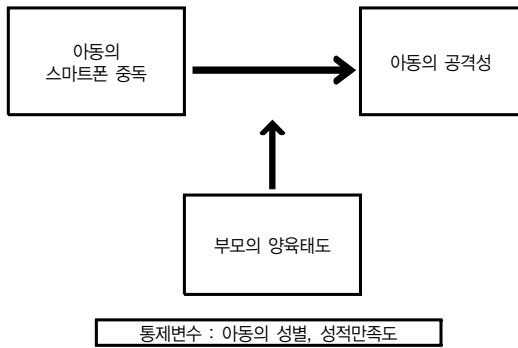 아동의
스마트폰 중독
아동의 공격성
부모의 양육태도
통제변수 : 아동의 성별, 성적만족도